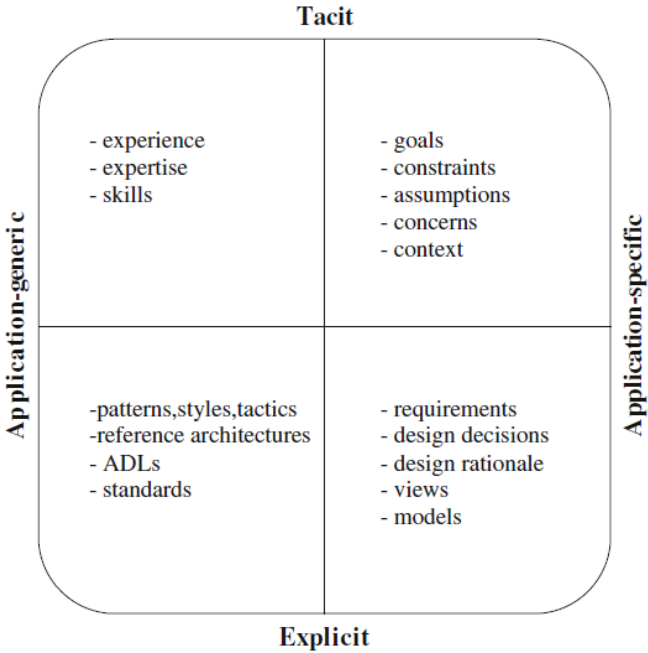 Tacit
- experience
- expertise
- skills
- goals
- constraints
- assumptions
- concerns
- context
Application-generic
Application-specific
-patterns,styles,tactics
-reference architectures
- ADLs
- standards
- requirements
- design decisions
- design rationale
- views
- models
Explicit